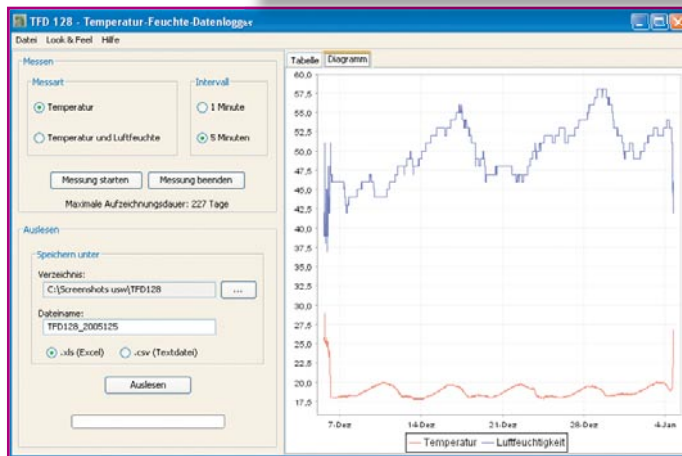 TFD 128 - Temperatur-Feuchte-Datenlogger
Datei Look & Feel Hilfe
Messen
Messart
Temperatur
Temperatur und Luftfeuchte
Intervall
1 Minute
5 Minuten
Messung starten Messung beenden
Maximale Aufzeichnungsdauer: 227 Tage
Auslesen
Speichern unter
Verzeichnis:
C:\Screenshots usw\TFD128
...
Dateiname:
TFD128_2005125
.xls (Excel) .csv (Textdatei)
Auslesen
Tabelle Diagramm
60,0
57,5
55,0
52,5
50,0
47,5
45,0
42,5
40,0
37,5
35,0
32,5
30,0
27,5
25,0
22,5
20,0
17,5
7-Dez 14-Dez 21-Dez 28-Dez 4-Jan
Temperatur Luftfeuchtigkeit